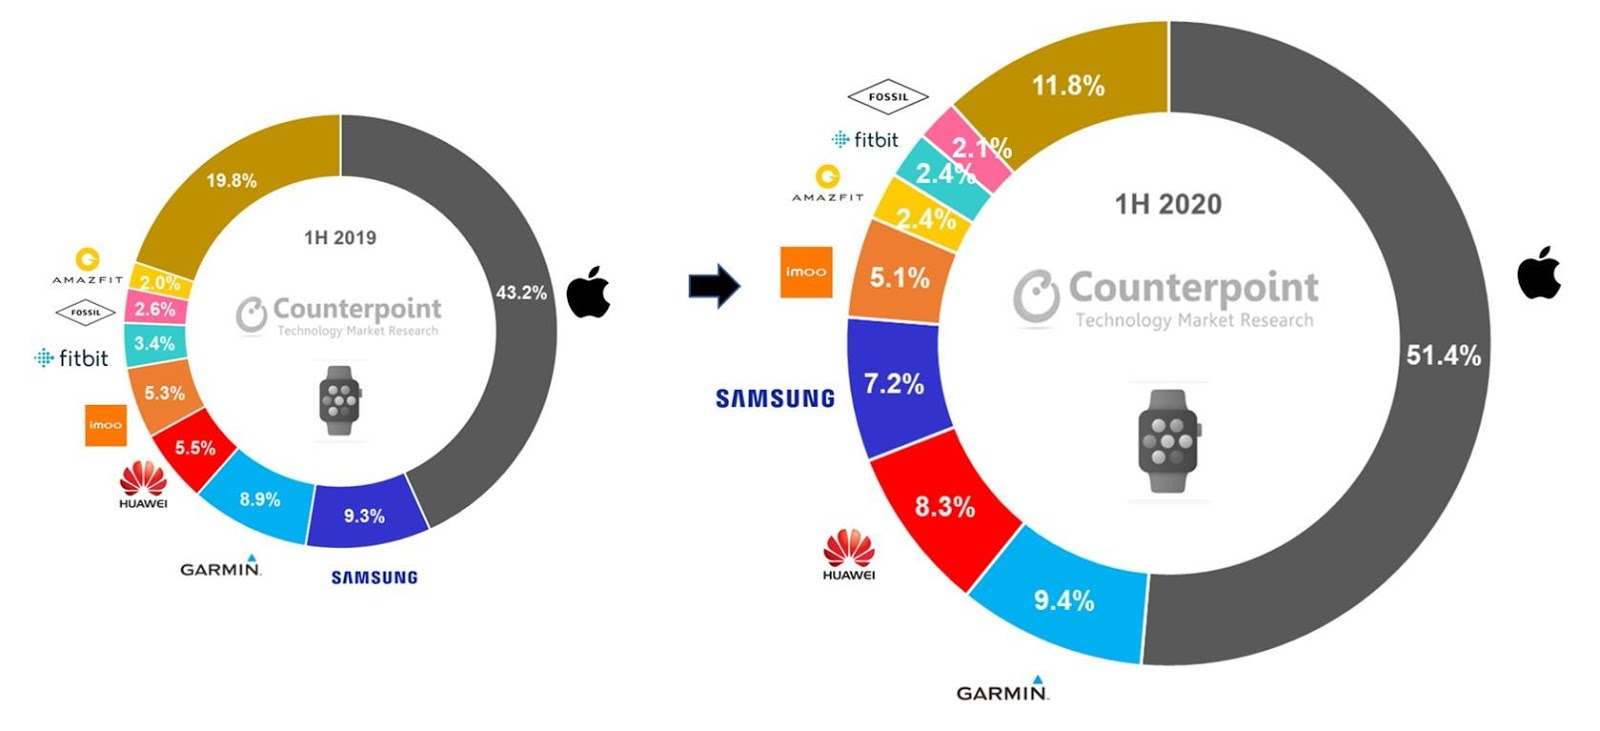 19.8%
1H 2019
AMAZFIT
2.0%
43.2%
FOSSIL
2.6%
Counterpoint
Technology Market Research
fitbit
3.4%
5.3%
imoo
5.5%
HUAWEI
8.9%
9.3%
GARMIN
SAMSUNG
11.8%
FOSSIL
2.1%
fitbit
2.4%
AMAZFIT
2.4%
1H 2020
imoo
5.1%
Counterpoint
Technology Market Research
51.4%
SAMSUNG
7.2%
8.3%
HUAWEI
9.4%
GARMIN